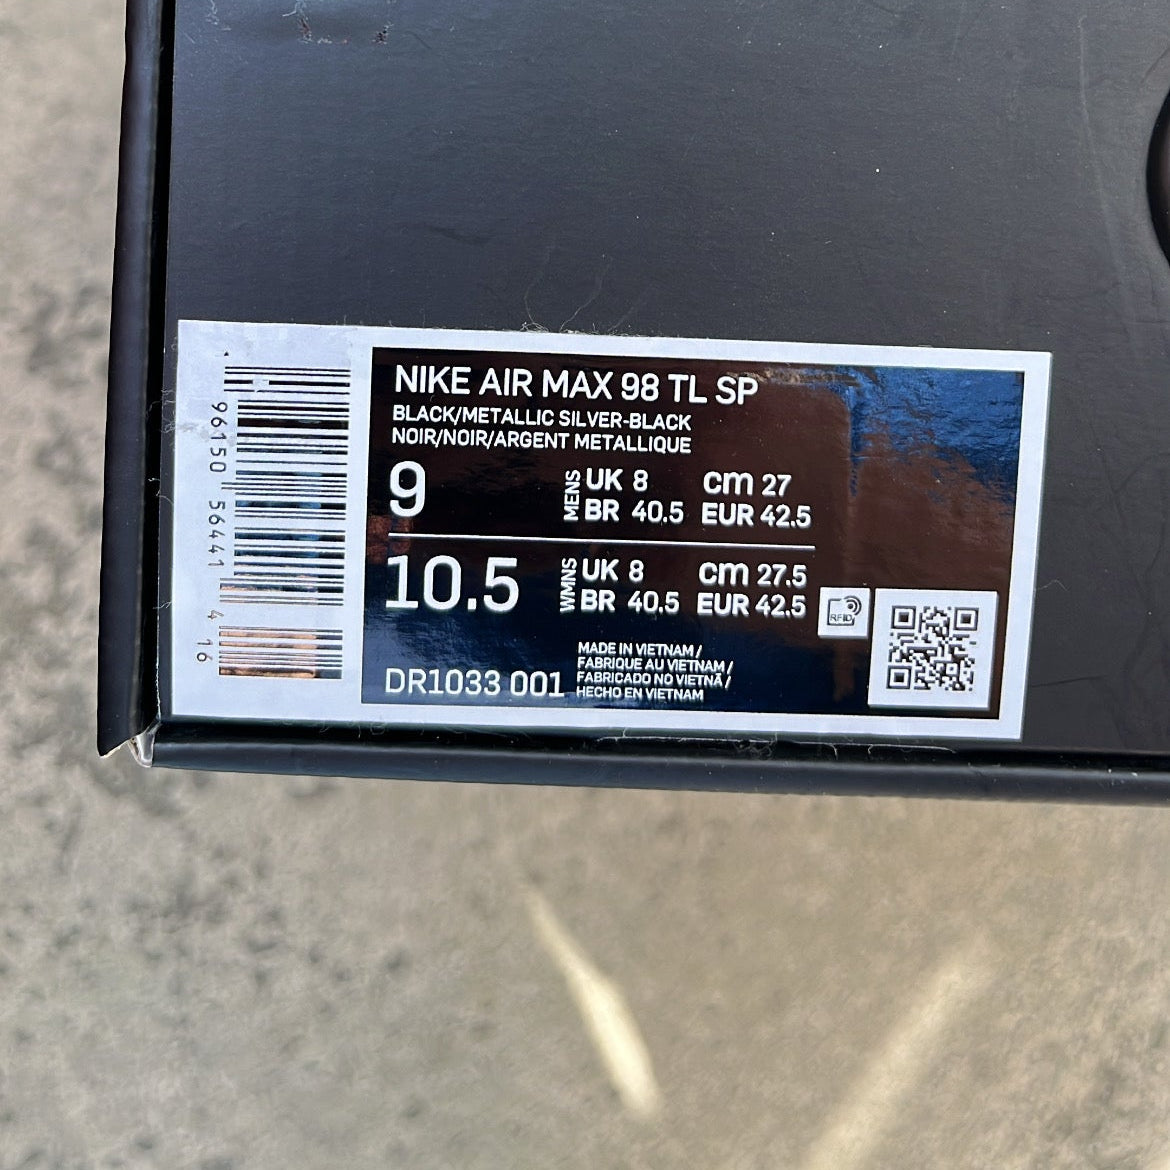 NIKE AIR MAX 98 TL SP
BLACK/METALLIC SILVER-BLACK
NOIR/NOIR/ARGENT METALLIQUE
9 MENS UK 8 cm 27
BR 40.5 EUR 42.5
10.5 WMNS UK 8 cm 27.5
BR 40.5 EUR 42.5
RFID
DR1033 001
MADE IN VIETNAM /
FABRIQUE AU VIETNAM /
FABRICADO NO VIETNÃ /
HECHO EN VIETNAM
96150 56441 4 16